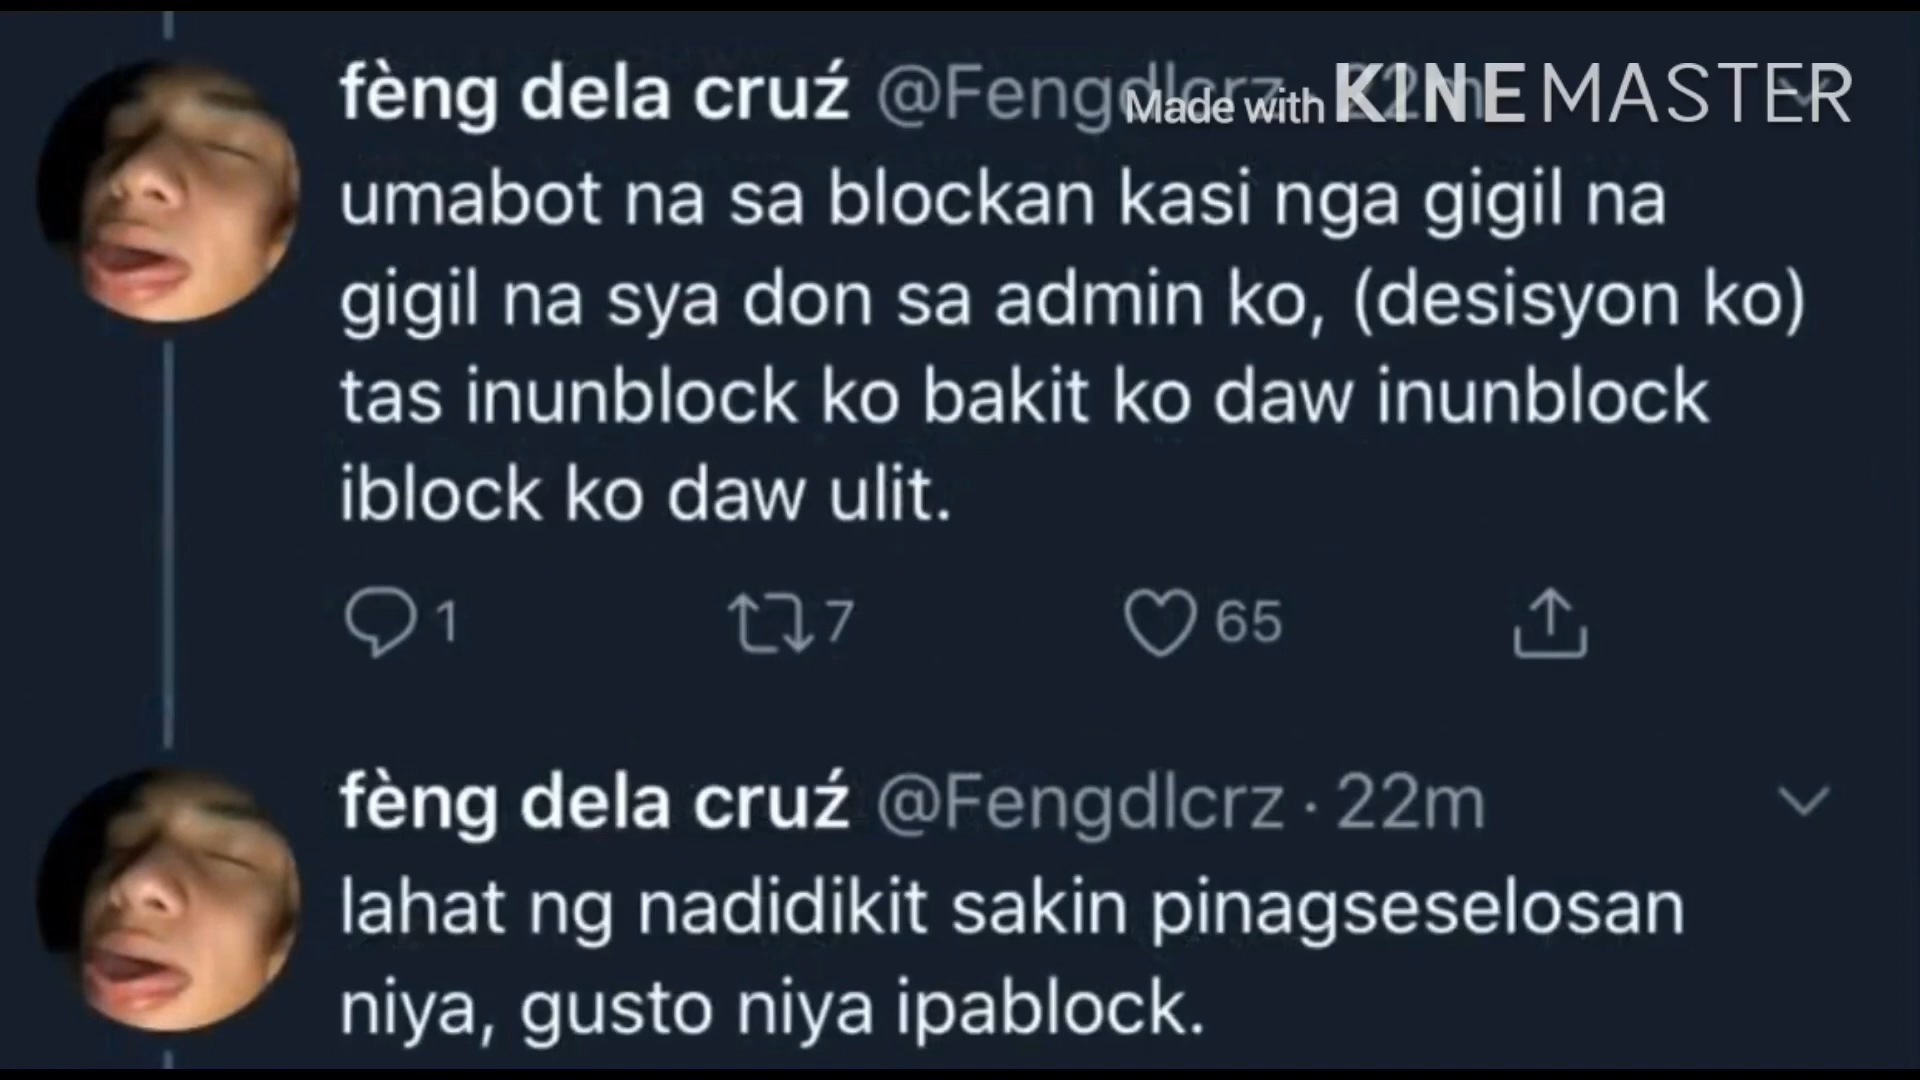 fèng dela cruź @Fengdlcrz · 22m
Made with KINEMASTER
umabot na sa blockan kasi nga gigil na
gigil na sya don sa admin ko, (desisyon ko)
tas inunblock ko bakit ko daw inunblock
iblock ko daw ulit.
1 7 65
fèng dela cruź @Fengdlcrz · 22m
lahat ng nadidikit sakin pinagseselosan
niya, gusto niya ipablock.